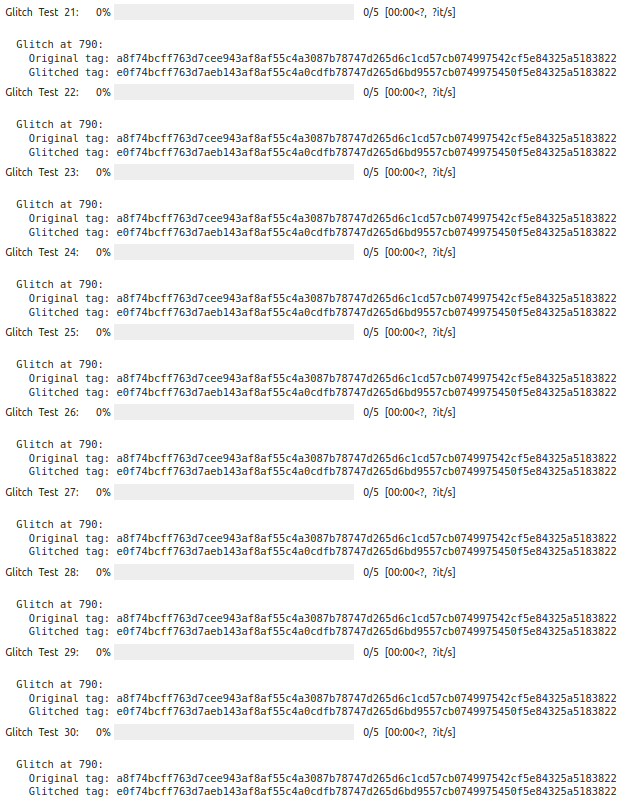 Glitch Test 21: 0% 0/5 [00:00<?, ?it/s]
Glitch at 790:
Original tag: a8f74bcff763d7cee943af8af55c4a3087b78747d265d6c1cd57cb074997542cf5e84325a5183822
Glitched tag: e0f74bcff763d7aeb143af8af55c4a0cdfb78747d265d6bd9557cb0749975450f5e84325a5183822
Glitch Test 22: 0% 0/5 [00:00<?, ?it/s]
Glitch at 790:
Original tag: a8f74bcff763d7cee943af8af55c4a3087b78747d265d6c1cd57cb074997542cf5e84325a5183822
Glitched tag: e0f74bcff763d7aeb143af8af55c4a0cdfb78747d265d6bd9557cb0749975450f5e84325a5183822
Glitch Test 23: 0% 0/5 [00:00<?, ?it/s]
Glitch at 790:
Original tag: a8f74bcff763d7cee943af8af55c4a3087b78747d265d6c1cd57cb074997542cf5e84325a5183822
Glitched tag: e0f74bcff763d7aeb143af8af55c4a0cdfb78747d265d6bd9557cb0749975450f5e84325a5183822
Glitch Test 24: 0% 0/5 [00:00<?, ?it/s]
Glitch at 790:
Original tag: a8f74bcff763d7cee943af8af55c4a3087b78747d265d6c1cd57cb074997542cf5e84325a5183822
Glitched tag: e0f74bcff763d7aeb143af8af55c4a0cdfb78747d265d6bd9557cb0749975450f5e84325a5183822
Glitch Test 25: 0% 0/5 [00:00<?, ?it/s]
Glitch at 790:
Original tag: a8f74bcff763d7cee943af8af55c4a3087b78747d265d6c1cd57cb074997542cf5e84325a5183822
Glitched tag: e0f74bcff763d7aeb143af8af55c4a0cdfb78747d265d6bd9557cb0749975450f5e84325a5183822
Glitch Test 26: 0% 0/5 [00:00<?, ?it/s]
Glitch at 790:
Original tag: a8f74bcff763d7cee943af8af55c4a3087b78747d265d6c1cd57cb074997542cf5e84325a5183822
Glitched tag: e0f74bcff763d7aeb143af8af55c4a0cdfb78747d265d6bd9557cb0749975450f5e84325a5183822
Glitch Test 27: 0% 0/5 [00:00<?, ?it/s]
Glitch at 790:
Original tag: a8f74bcff763d7cee943af8af55c4a3087b78747d265d6c1cd57cb074997542cf5e84325a5183822
Glitched tag: e0f74bcff763d7aeb143af8af55c4a0cdfb78747d265d6bd9557cb0749975450f5e84325a5183822
Glitch Test 28: 0% 0/5 [00:00<?, ?it/s]
Glitch at 790:
Original tag: a8f74bcff763d7cee943af8af55c4a3087b78747d265d6c1cd57cb074997542cf5e84325a5183822
Glitched tag: e0f74bcff763d7aeb143af8af55c4a0cdfb78747d265d6bd9557cb0749975450f5e84325a5183822
Glitch Test 29: 0% 0/5 [00:00<?, ?it/s]
Glitch at 790:
Original tag: a8f74bcff763d7cee943af8af55c4a3087b78747d265d6c1cd57cb074997542cf5e84325a5183822
Glitched tag: e0f74bcff763d7aeb143af8af55c4a0cdfb78747d265d6bd9557cb0749975450f5e84325a5183822
Glitch Test 30: 0% 0/5 [00:00<?, ?it/s]
Glitch at 790:
Original tag: a8f74bcff763d7cee943af8af55c4a3087b78747d265d6c1cd57cb074997542cf5e84325a5183822
Glitched tag: e0f74bcff763d7aeb143af8af55c4a0cdfb78747d265d6bd9557cb0749975450f5e84325a5183822